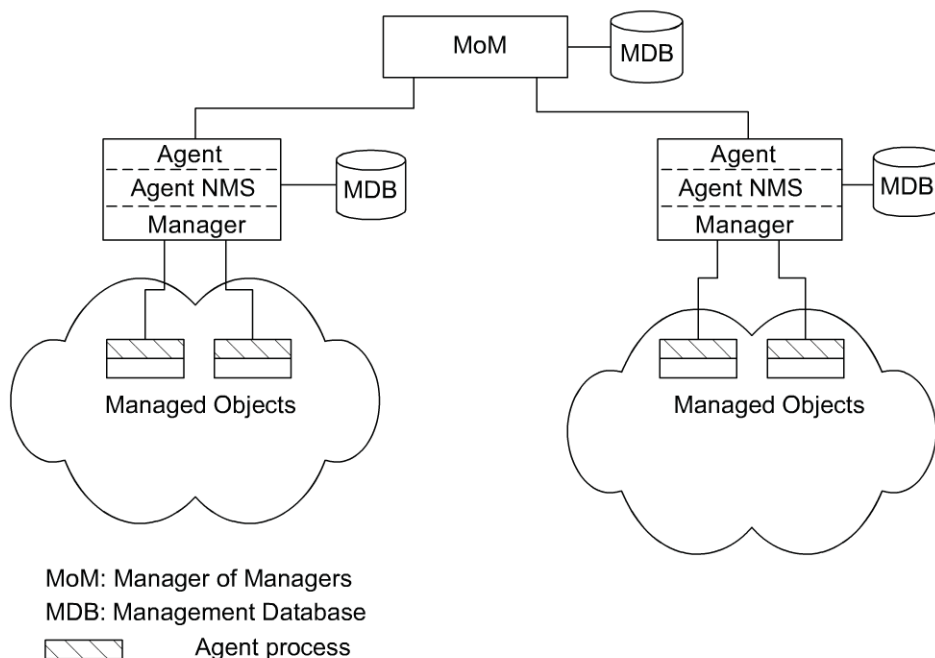 MoM
MDB
Agent
Agent NMS
Manager
MDB
Agent
Agent NMS
Manager
MDB
Managed Objects
Managed Objects
MoM: Manager of Managers
MDB: Management Database
Agent process